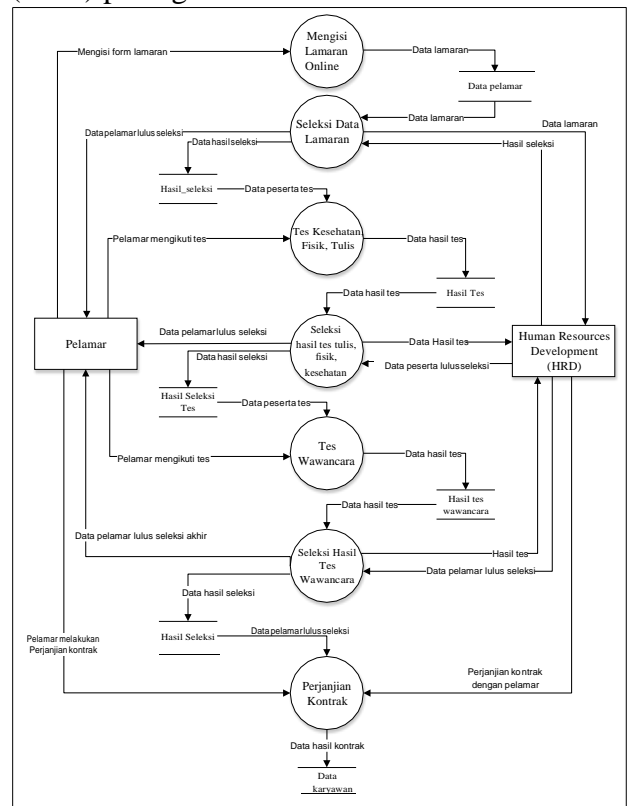 Mengisi
Lamaran
Online
Mengisi form lamaran
Data lamaran
Data pelamar
Data lamaran
Seleksi Data
Lamaran
Data pelamar lulus seleksi
Data lamaran
Data hasil seleksi
Hasil seleksi
Hasil_seleksi
Data peserta tes
Tes Kesehatan,
Fisik, Tulis
Pelamar mengikuti tes
Data hasil tes
Hasil Tes
Data hasil tes
Pelamar
Data pelamar lulus seleksi
Seleksi
hasil tes tulis,
fisik,
kesehatan
Data Hasil tes
Human Resources
Development
(HRD)
Data hasil seleksi
Data peserta lulus seleksi
Hasil Seleksi
Tes
Data peserta tes
Tes
Wawancara
Pelamar mengikuti tes
Data hasil tes
Hasil tes
wawancara
Data hasil tes
Data pelamar lulus seleksi akhir
Seleksi Hasil
Tes
Wawancara
Hasil tes
Data pelamar lulus seleksi
Data hasil seleksi
Hasil Seleksi
Data pelamar lulus seleksi
Pelamar melakukan
Perjanjian kontrak
Perjanjian
Kontrak
Perjanjian kontrak
dengan pelamar
Data hasil kontrak
Data
karyawan